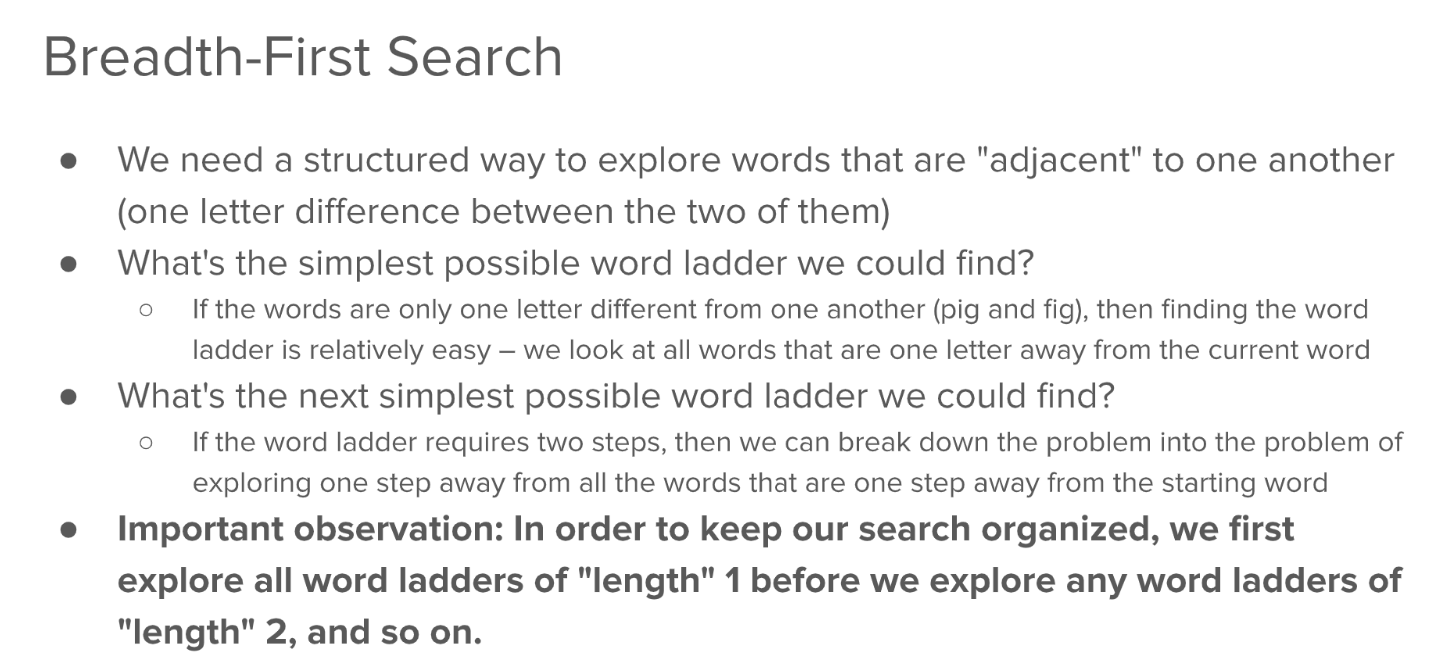 Breadth-First Search
● We need a structured way to explore words that are "adjacent" to one another
(one letter difference between the two of them)
● What's the simplest possible word ladder we could find?
○ If the words are only one letter different from one another (pig and fig), then finding the word
ladder is relatively easy – we look at all words that are one letter away from the current word
● What's the next simplest possible word ladder we could find?
○ If the word ladder requires two steps, then we can break down the problem into the problem of
exploring one step away from all the words that are one step away from the starting word
● Important observation: In order to keep our search organized, we first
explore all word ladders of "length" 1 before we explore any word ladders of
"length" 2, and so on.